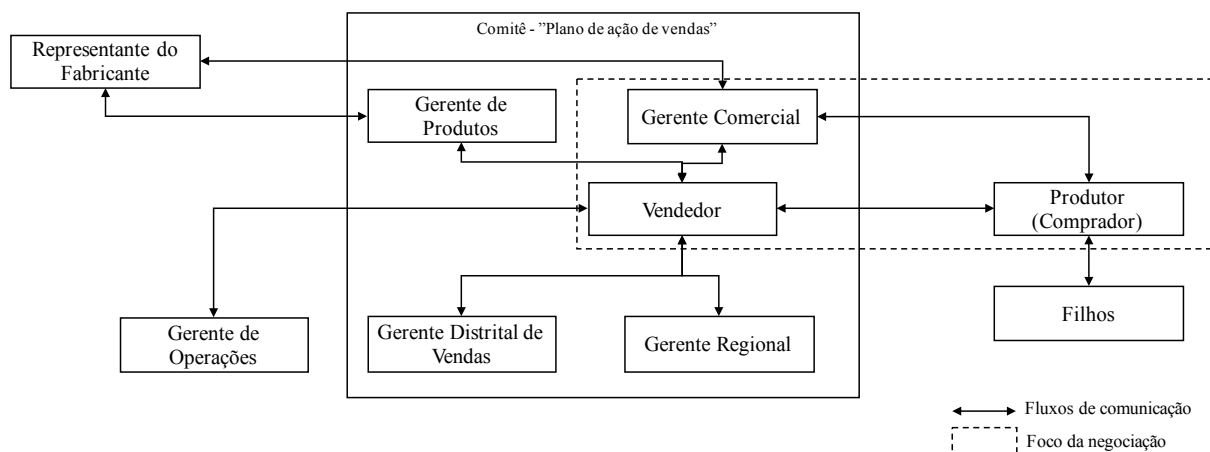 Comitê - ”Plano de ação de vendas”
Representante do
Fabricante
Gerente de
Produtos
Gerente Comercial
Vendedor
Produtor
(Comprador)
Gerente de
Operações
Gerente Distrital de
Vendas
Gerente Regional
Filhos
Fluxos de comunicação
Foco da negociação